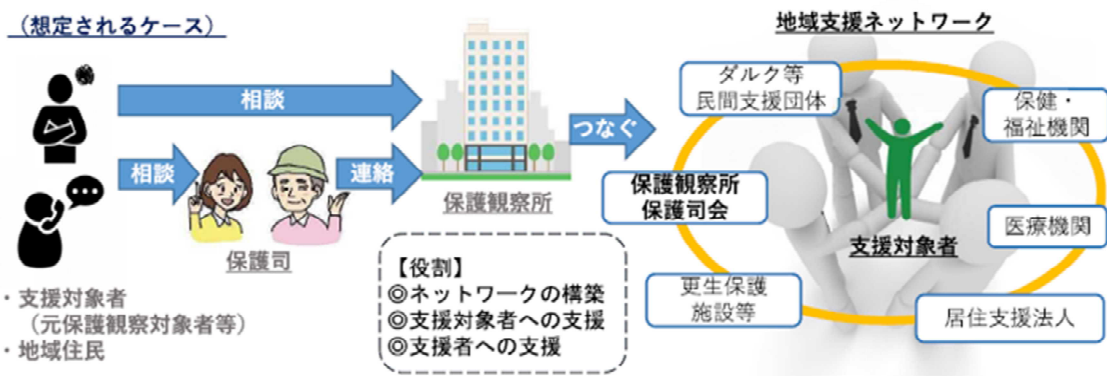 (想定されるケース)
相談
相談
連絡
保護司
・支援対象者
(元保護観察対象者等)
・地域住民
保護観察所
【役割】
◎ネットワークの構築
◎支援対象者への支援
◎支援者への支援
つなぐ
地域支援ネットワーク
ダルク等
民間支援団体
保健・
福祉機関
保護観察所
保護司会
支援対象者
医療機関
更生保護
施設等
居住支援法人